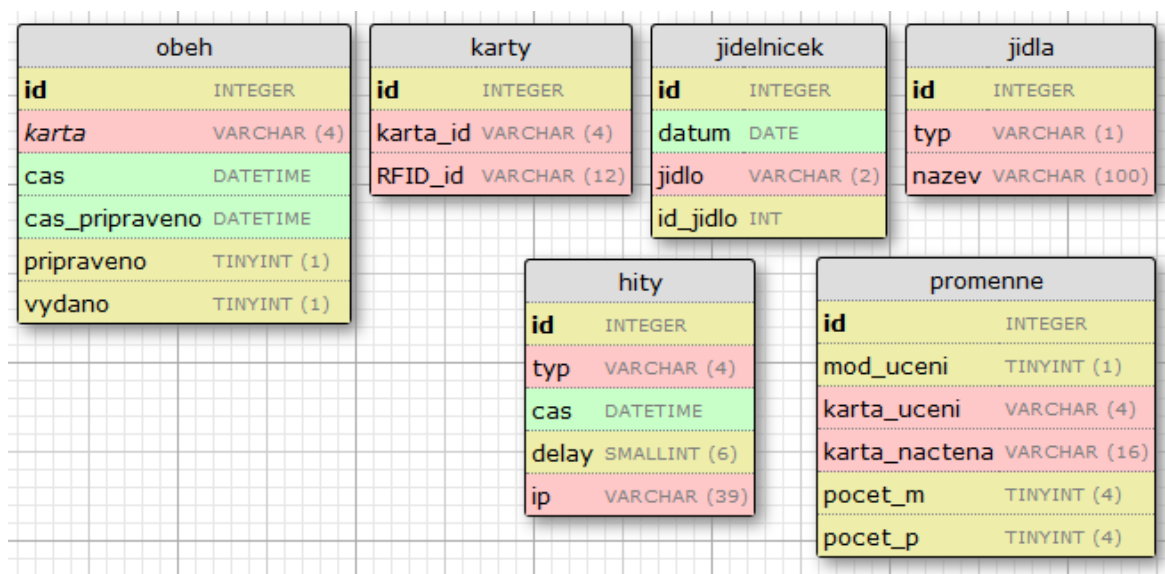 obeh
id INTEGER
karta VARCHAR (4)
cas DATETIME
cas_pripraveno DATETIME
pripraveno TINYINT (1)
vydano TINYINT (1)
karty
id INTEGER
karta_id VARCHAR (4)
RFID_id VARCHAR (12)
jidelnicek
id INTEGER
datum DATE
jidlo VARCHAR (2)
id_jidlo INT
jidla
id INTEGER
typ VARCHAR (1)
nazev VARCHAR (100)
hity
id INTEGER
typ VARCHAR (4)
cas DATETIME
delay SMALLINT (6)
ip VARCHAR (39)
promenne
id INTEGER
mod_uceni TINYINT (1)
karta_uceni VARCHAR (4)
karta_nactena VARCHAR (16)
pocet_m TINYINT (4)
pocet_p TINYINT (4)